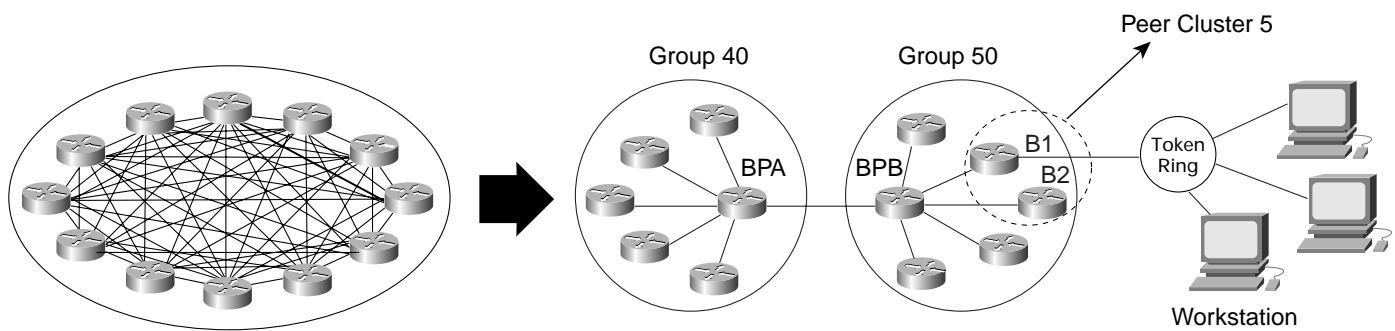 Peer Cluster 5
Group 40
Group 50
BPA
BPB
B1
B2
Token
Ring
Workstation